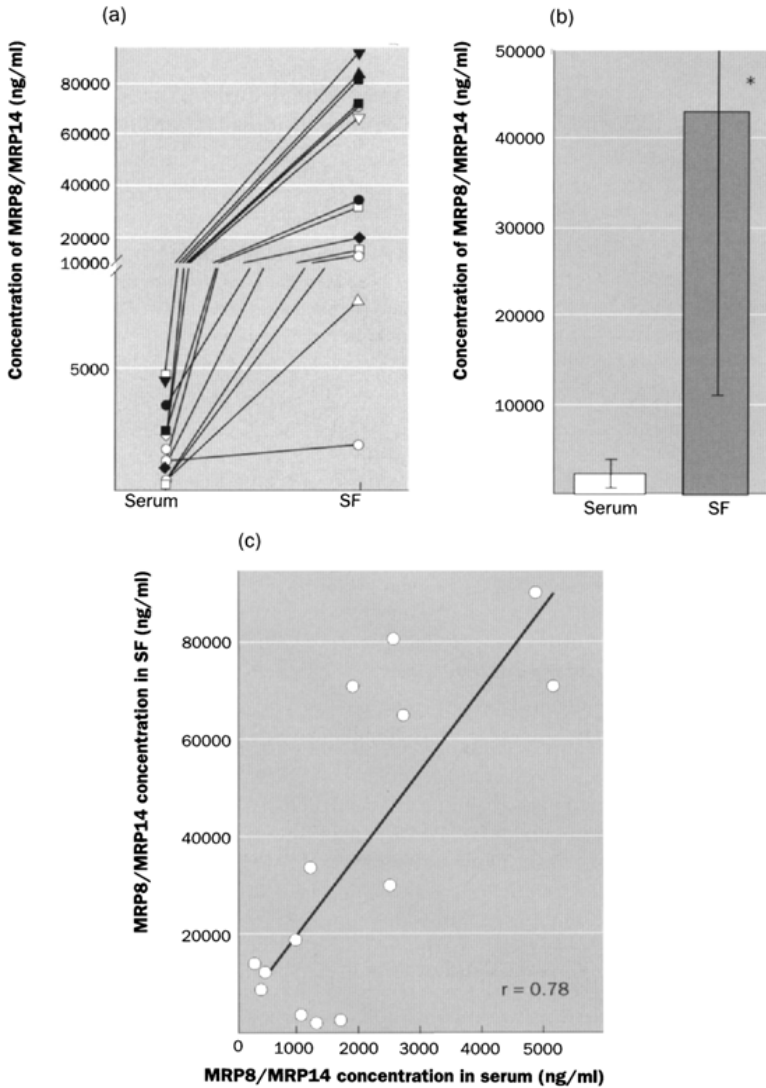 (a)
Concentration of MRP8/MRP14 (ng/ml)
80000
60000
40000
20000
10000
5000
Serum
SF
(b)
Concentration of MRP8/MRP14 (ng/ml)
50000
40000
30000
20000
10000
*
Serum
SF
(c)
MRP8/MRP14 concentration in SF (ng/ml)
80000
60000
40000
20000
r = 0.78
0 1000 2000 3000 4000 5000
MRP8/MRP14 concentration in serum (ng/ml)